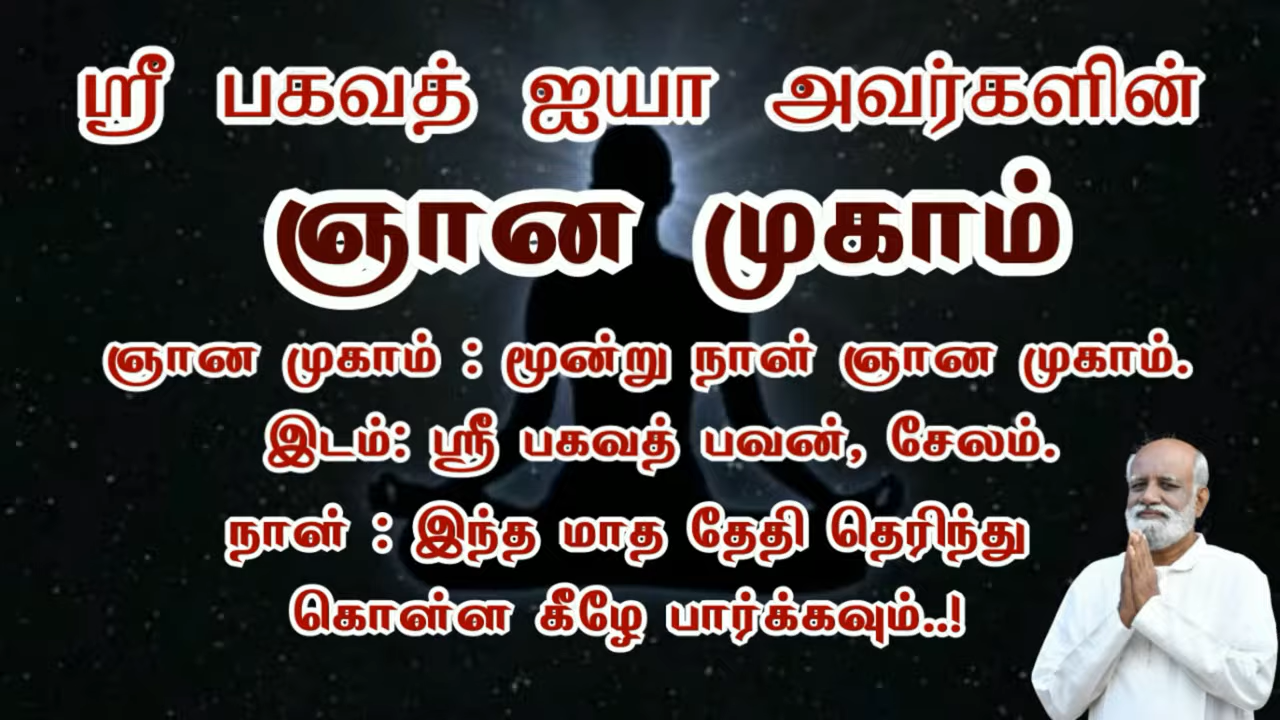 ஸ்ரீ பகவத் ஐயா அவர்களின்
ஞான முகாம்
ஞான முகாம் : மூன்று நாள் ஞான முகாம்.
இடம்: ஸ்ரீ பகவத் பவன், சேலம்.
நாள் : இந்த மாத தேதி தெரிந்து
கொள்ள கீழே பார்க்கவும்..!